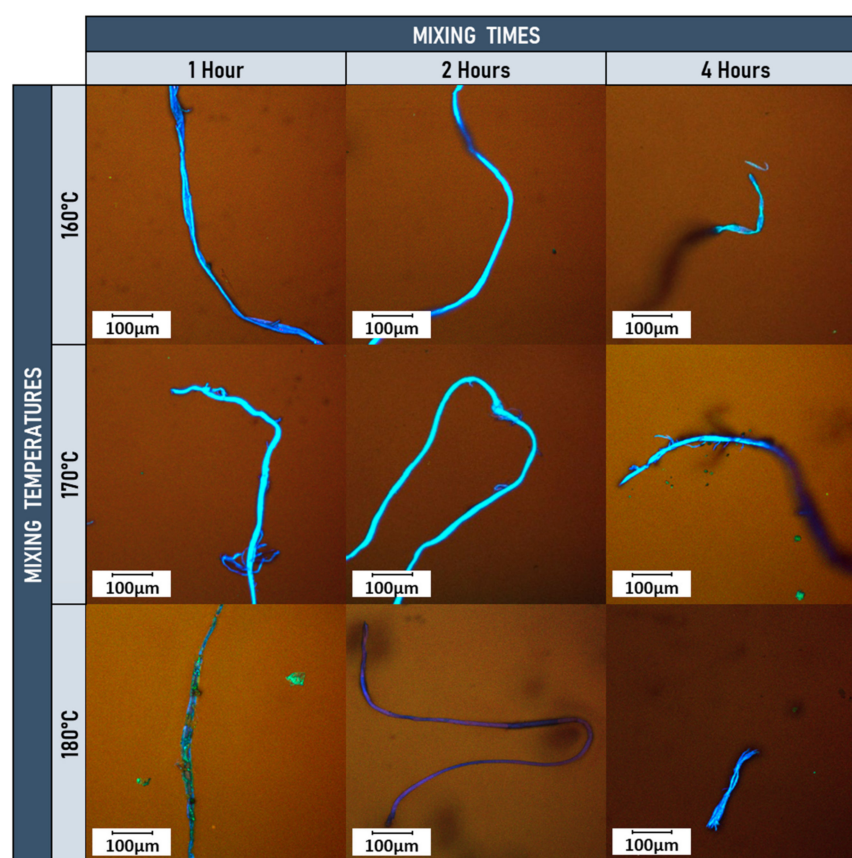 MIXING TIMES
1 Hour
2 Hours
4 Hours
MIXING TEMPERATURES
160°C
100µm
100µm
100µm
170°C
100µm
100µm
100µm
180°C
100µm
100µm
100µm